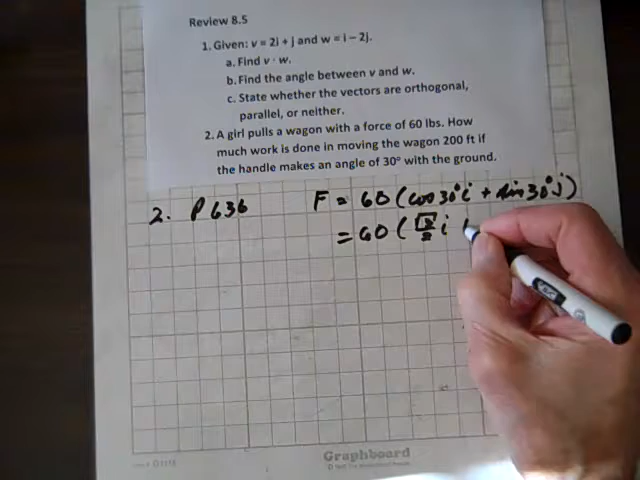 Review 8.5
1. Given: v = 2i + j and w = i – 2j.
a. Find v · w.
b. Find the angle between v and w.
c. State whether the vectors are orthogonal,
parallel, or neither.
2. A girl pulls a wagon with a force of 60 lbs. How
much work is done in moving the wagon 200 ft if
the handle makes an angle of 30° with the ground.
2. P 636 F = 60 (cos 30° i + sin 30° j)
= 60 ( √3/2 i
Graphboard